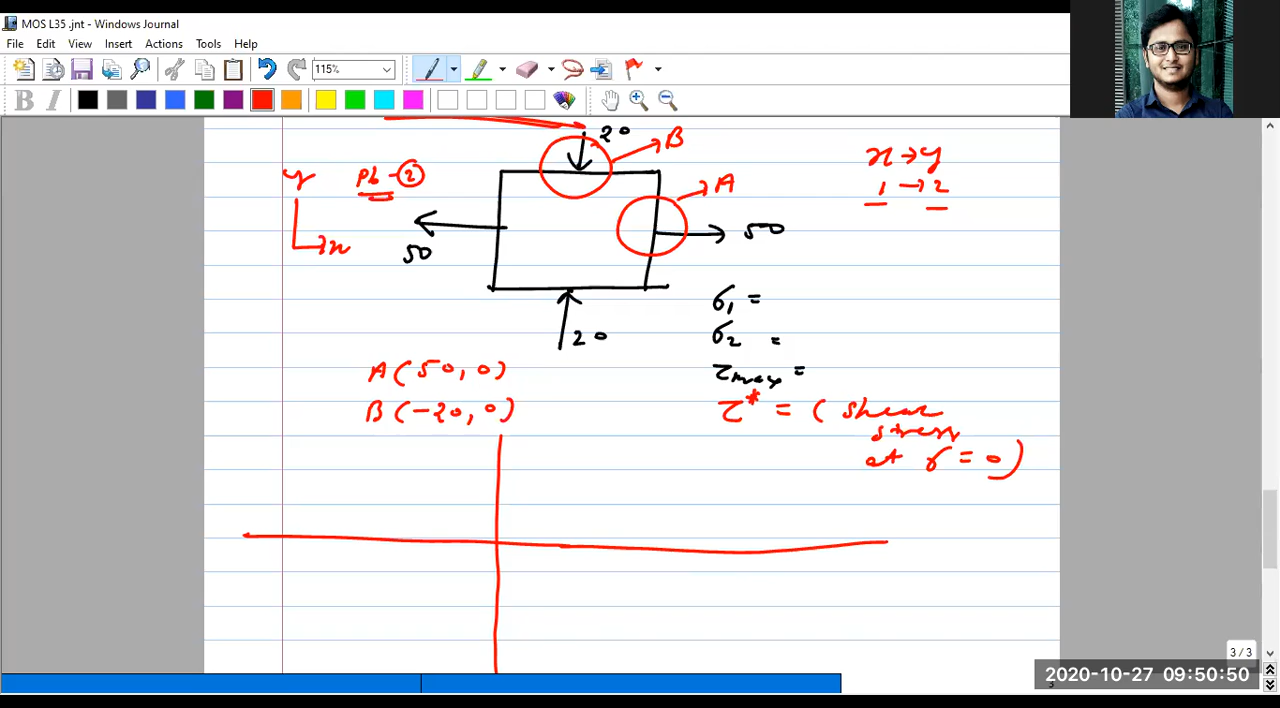 MOS L35 .jnt - Windows Journal
File Edit View Insert Actions Tools Help
115%
B I
20
B
x → y
1 → 2
y
Pb - 2
A
50
x
50
σ1 =
20
σ2 =
A (50, 0)
τmax =
B (-20, 0)
τ* = ( shear
stress
at σ = 0 )
3 / 3
2020-10-27 09:50:50